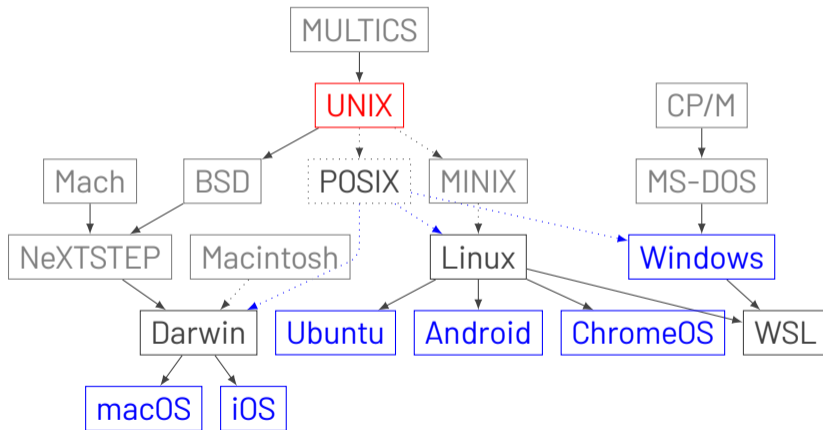 MULTICS
UNIX
CP/M
Mach
BSD
POSIX
MINIX
MS-DOS
NeXTSTEP
Macintosh
Linux
Windows
Darwin
Ubuntu
Android
ChromeOS
WSL
macOS
iOS